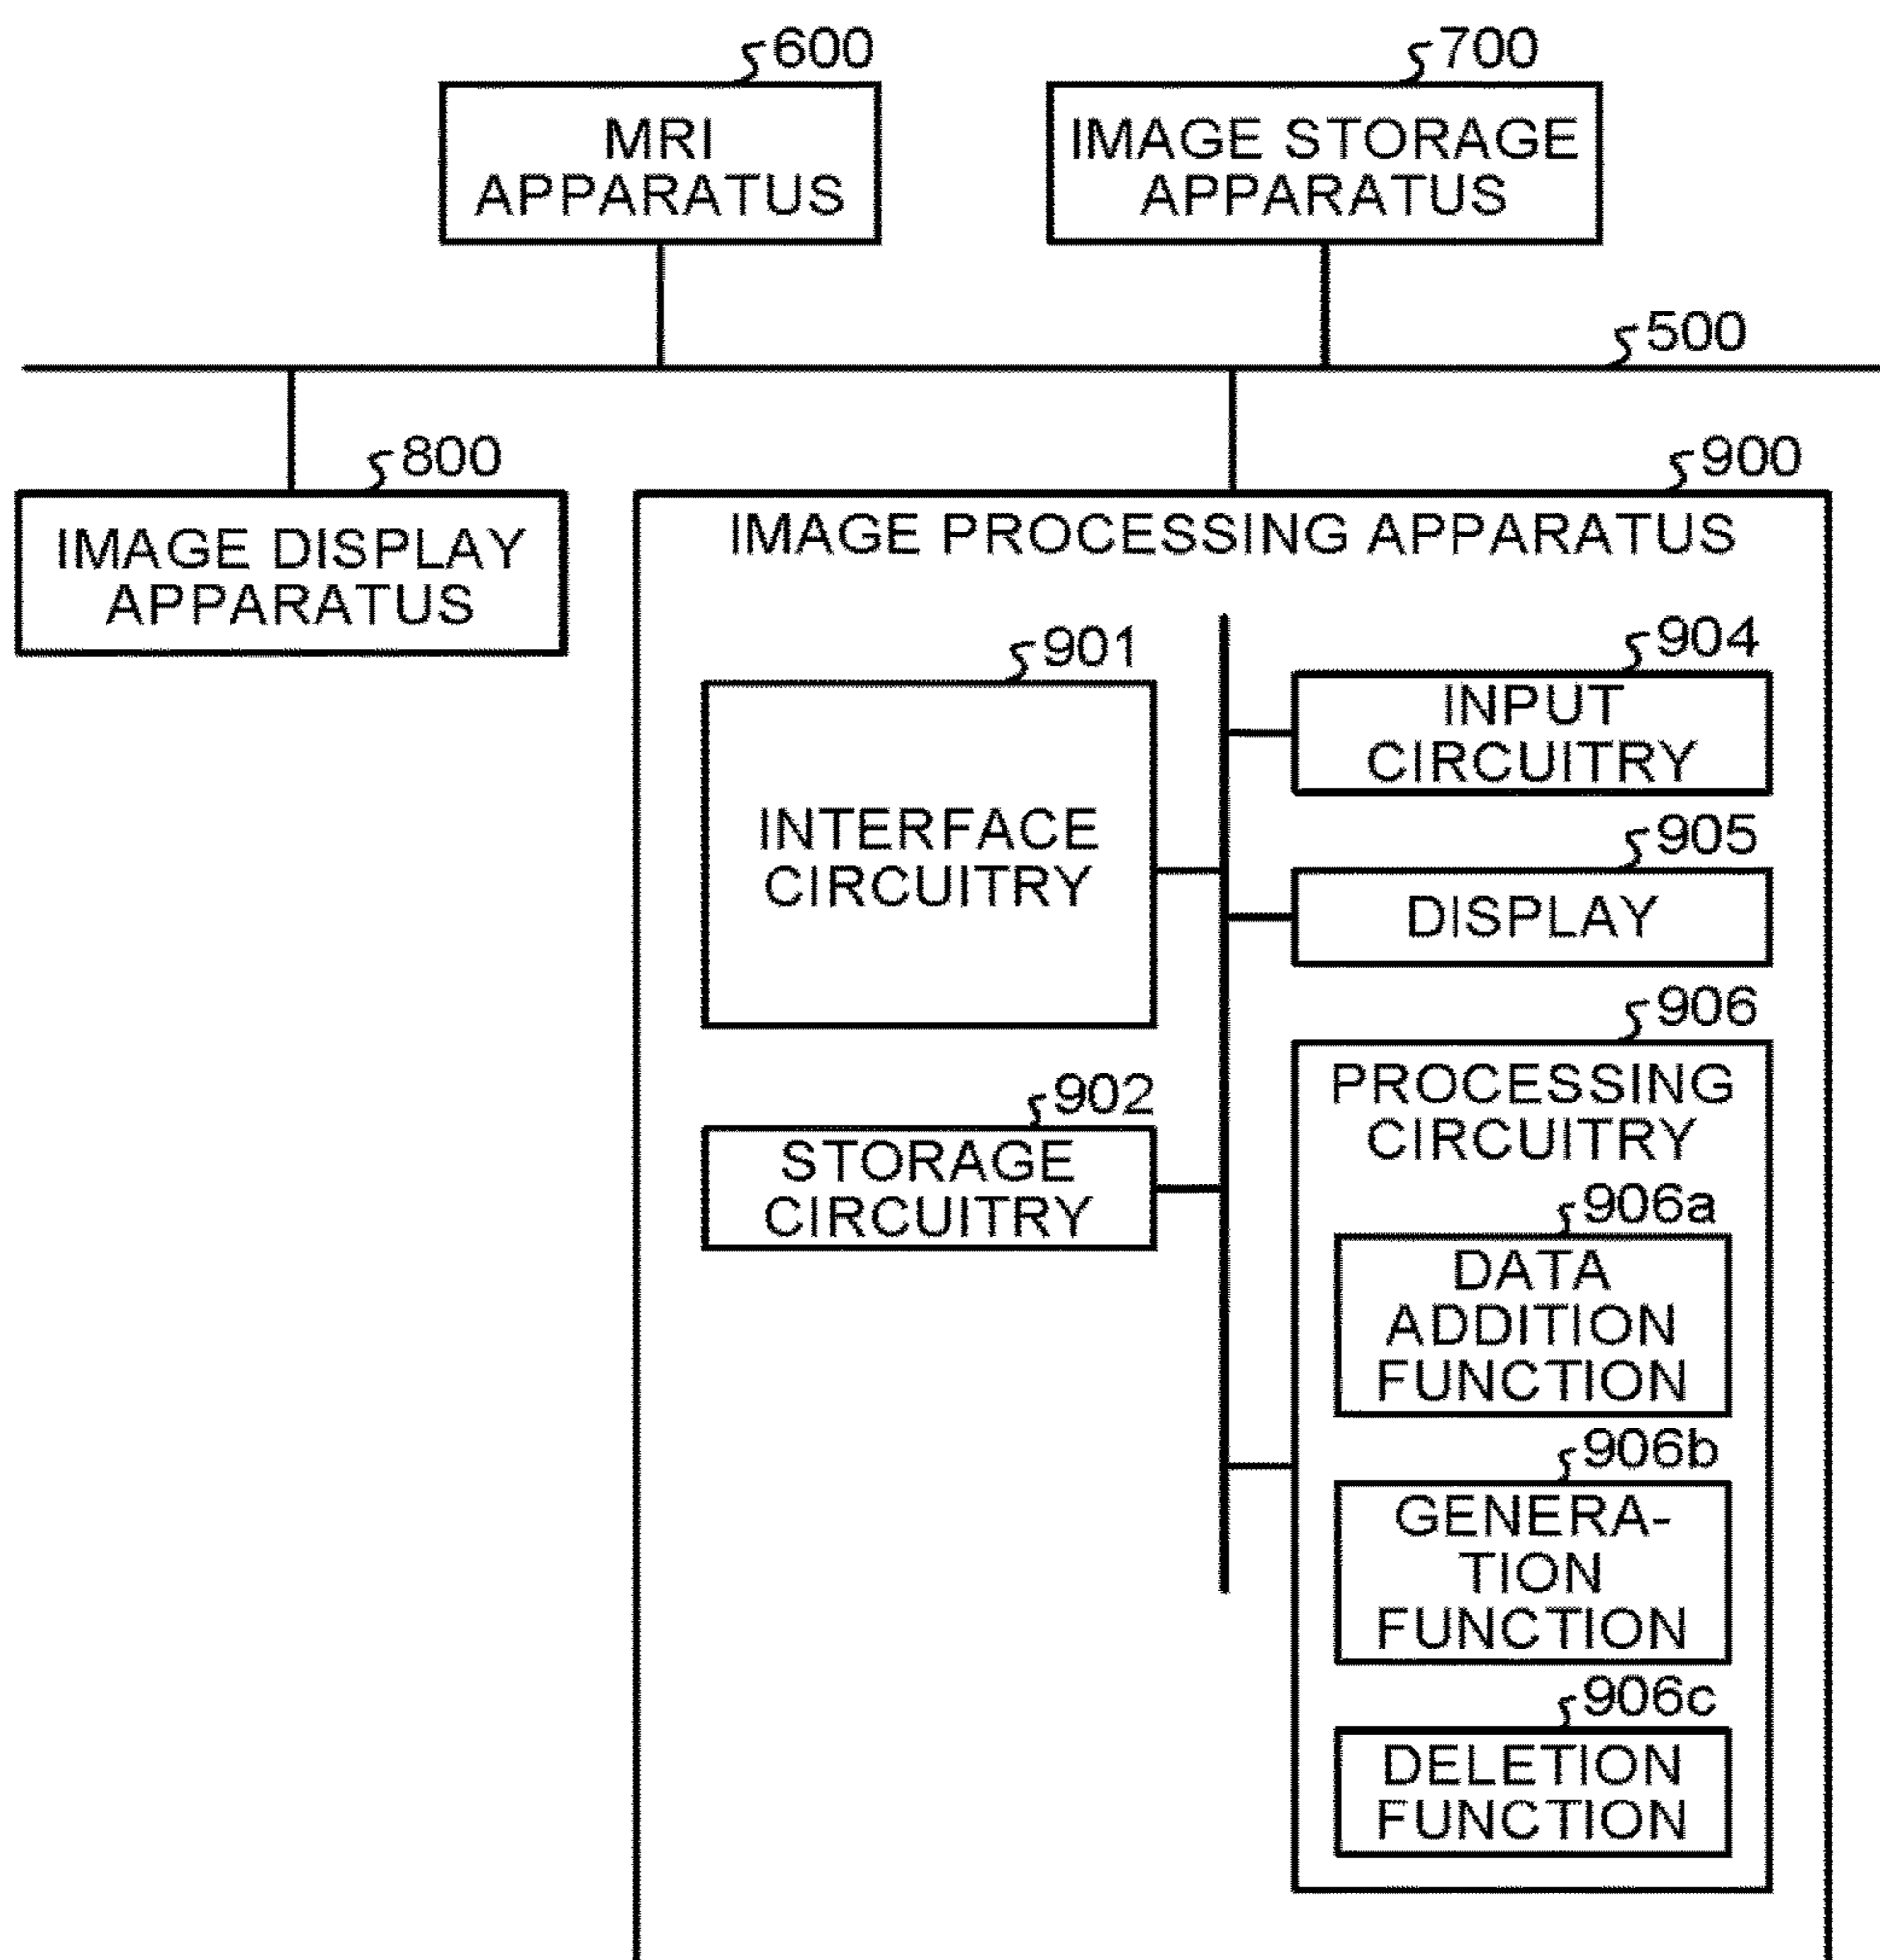 600
MRI
APPARATUS
700
IMAGE STORAGE
APPARATUS
500
800
IMAGE DISPLAY
APPARATUS
900
IMAGE PROCESSING APPARATUS
901
INTERFACE
CIRCUITRY
902
STORAGE
CIRCUITRY
904
INPUT
CIRCUITRY
905
DISPLAY
906
PROCESSING
CIRCUITRY
906a
DATA
ADDITION
FUNCTION
906b
GENERA-
TION
FUNCTION
906c
DELETION
FUNCTION